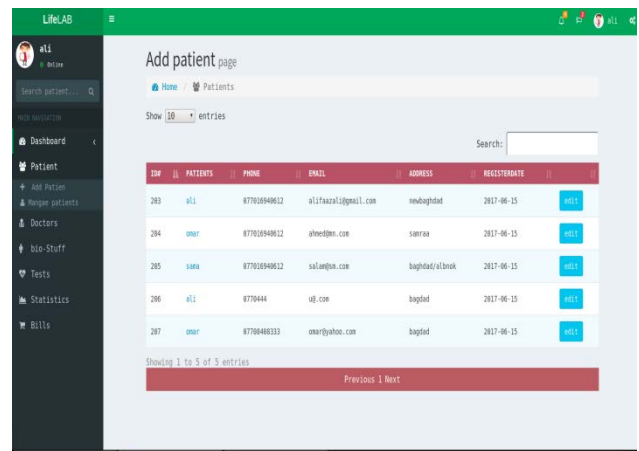 LifeLAB
ali
ali
Online
Search patient...
MAIN NAVIGATION
Dashboard
Patient
Add Patien
Mangae patients
Doctors
bio-Stuff
Tests
Statistics
Bills
Add patient page
Home / Patients
Show 10 entries
Search:
ID# PATIENTS PHONE EMAIL ADDRESS REGISTERDATE
203 ali 077016940612 alifaazali@gmail.com newbaghdad 2017-06-15 edit
204 omar 077016940612 ahmed@mn.com samraa 2017-06-15 edit
205 sama 077016940612 salam@sm.com baghdad/albnok 2017-06-15 edit
206 ali 0770444 u@.com bagdad 2017-06-15 edit
207 omar 07708408333 omar@yahoo.com bagdad 2017-06-15 edit
Showing 1 to 5 of 5 entries
Previous 1 Next